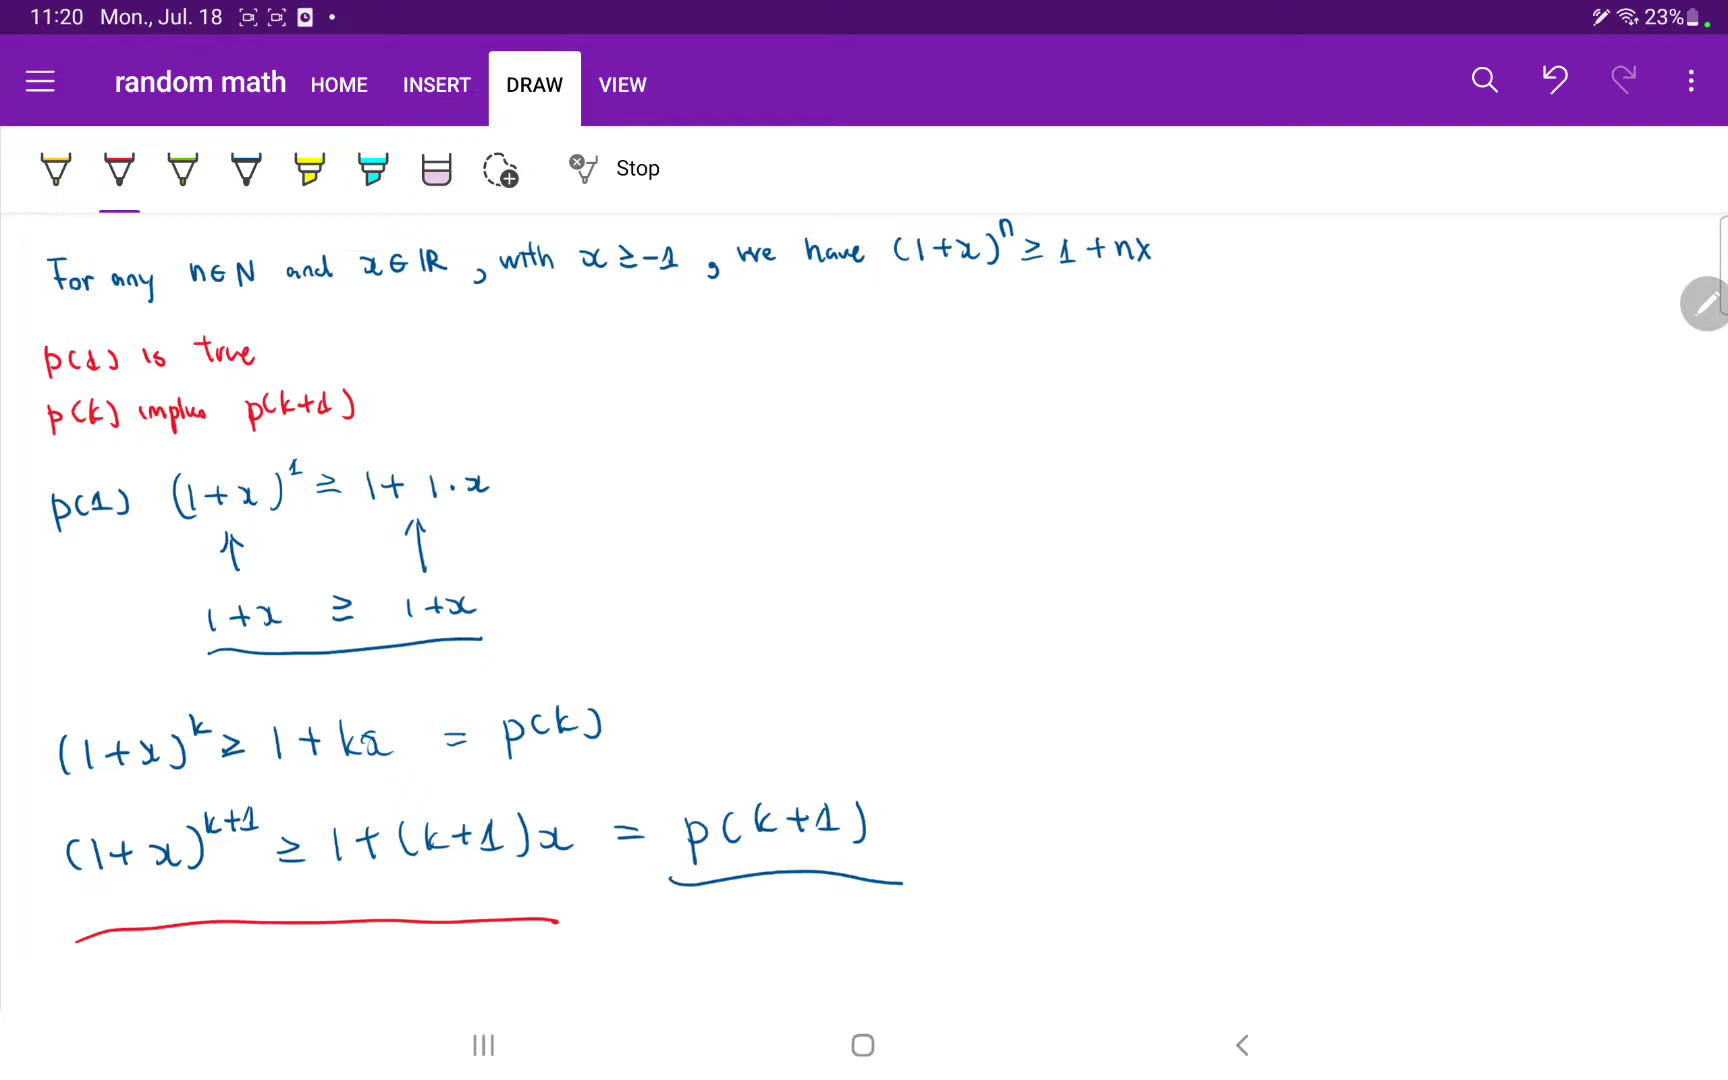 11:20 Mon., Jul. 18 23%
random math HOME INSERT DRAW VIEW
Stop
For any n∈N and x∈ℝ, with x≥-1, we have (1+x)ⁿ ≥ 1+nx
p(1) is true
p(k) implies p(k+1)
p(1) (1+x)¹ ≥ 1+1·x
↑ ↑
1+x ≥ 1+x
(1+x)ᵏ ≥ 1+kx = p(k)
(1+x)ᵏ⁺¹ ≥ 1+(k+1)x = p(k+1)